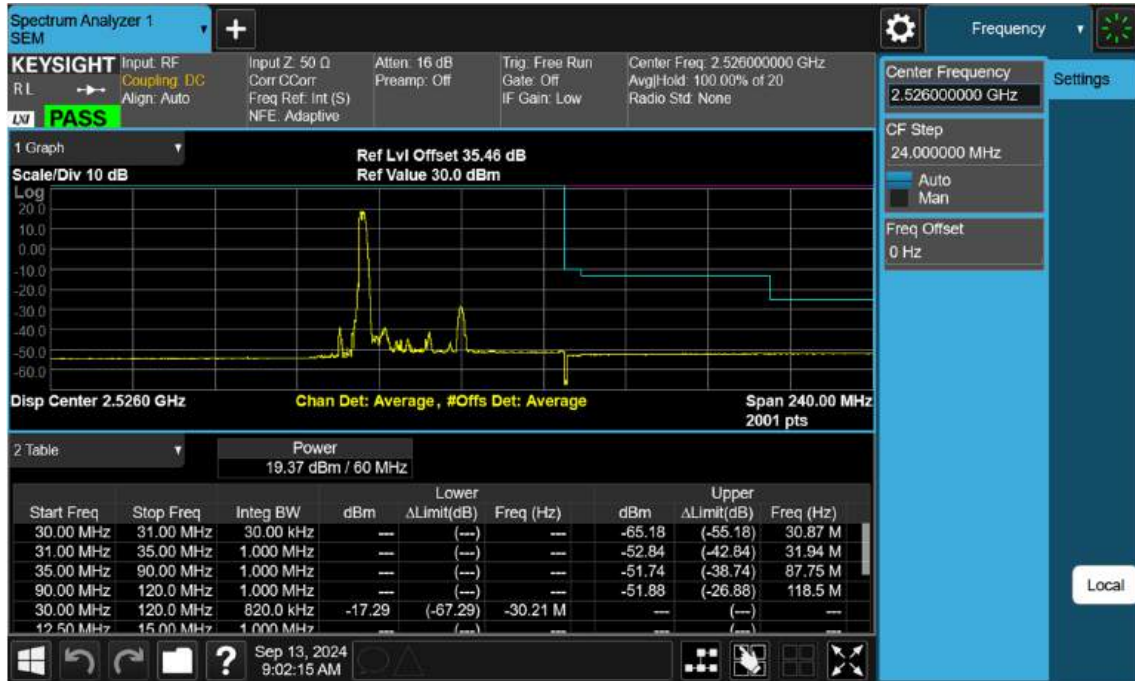 Spectrum Analyzer 1
SEM
+
Frequency
KEYSIGHT
RL
LXI
PASS
Input: RF
Coupling: DC
Align: Auto
Input Z: 50 Ω
Corr CCorr
Freq Ref: Int (S)
NFE: Adaptive
Atten: 16 dB
Preamp: Off
Trig: Free Run
Gate: Off
IF Gain: Low
Center Freq: 2.526000000 GHz
Avg|Hold: 100.00% of 20
Radio Std: None
Center Frequency
2.526000000 GHz
Settings
CF Step
24.000000 MHz
Auto
Man
Freq Offset
0 Hz
Local
1 Graph
Scale/Div 10 dB
Ref Lvl Offset 35.46 dB
Ref Value 30.0 dBm
Log
20.0
10.0
0.00
-10.0
-20.0
-30.0
-40.0
-50.0
-60.0
Disp Center 2.5260 GHz
Chan Det: Average, #Offs Det: Average
Span 240.00 MHz
2001 pts
2 Table
Power
19.37 dBm / 60 MHz
Lower Upper
Start Freq Stop Freq Integ BW dBm ΔLimit(dB) Freq (Hz) dBm ΔLimit(dB) Freq (Hz)
30.00 MHz 31.00 MHz 30.00 kHz --- (---) --- -65.18 (-55.18) 30.87 M
31.00 MHz 35.00 MHz 1.000 MHz --- (---) --- -52.84 (-42.84) 31.94 M
35.00 MHz 90.00 MHz 1.000 MHz --- (---) --- -51.74 (-38.74) 87.75 M
90.00 MHz 120.0 MHz 1.000 MHz --- (---) --- -51.88 (-26.88) 118.5 M
30.00 MHz 120.0 MHz 820.0 kHz -17.29 (-67.29) -30.21 M --- (---) ---
12.50 MHz 15.00 MHz 1.000 MHz --- (---) --- --- (---) ---
?
Sep 13, 2024
9:02:15 AM